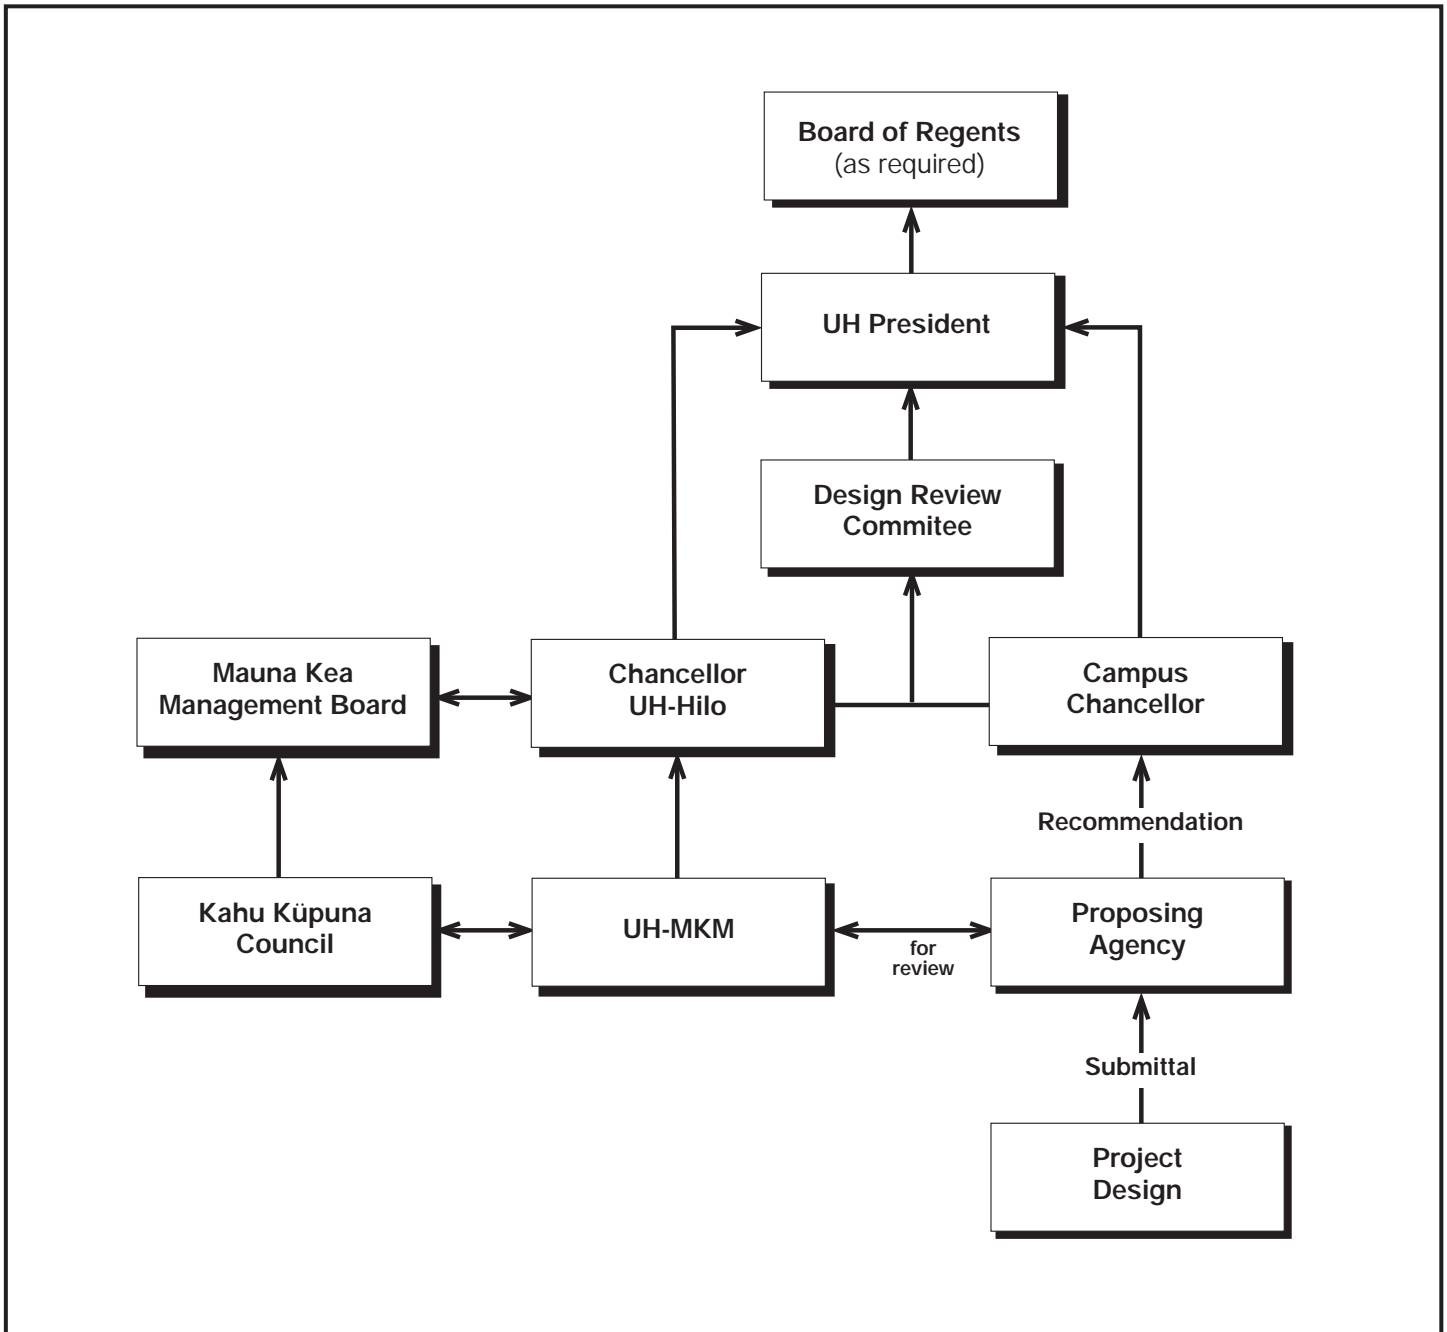 Board of Regents
(as required)
UH President
Design Review
Commitee
Mauna Kea
Management Board
Chancellor
UH-Hilo
Campus
Chancellor
Recommendation
Kahu Küpuna
Council
UH-MKM
for
review
Proposing
Agency
Submittal
Project
Design